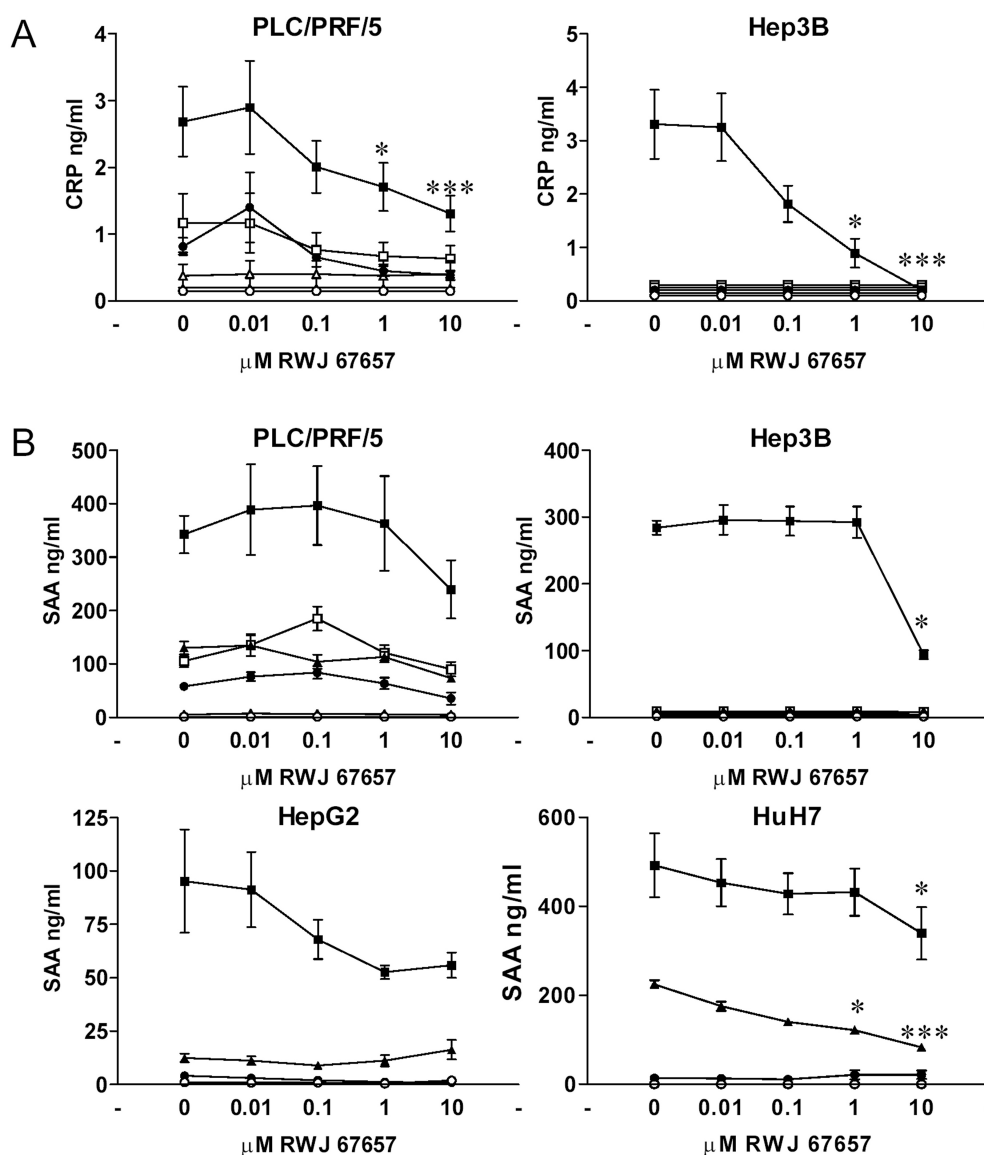 A
PLC/PRF/5
Hep3B
4
3
2
1
0
CRP ng/ml
*
***
- 0 0.01 0.1 1 10 -
μM RWJ 67657
5
4
3
2
1
0
CRP ng/ml
*
***
0 0.01 0.1 1 10
μM RWJ 67657
B
PLC/PRF/5
Hep3B
500
400
300
200
100
0
SAA ng/ml
- 0 0.01 0.1 1 10 -
μM RWJ 67657
400
300
200
100
0
SAA ng/ml
*
0 0.01 0.1 1 10
μM RWJ 67657
HepG2
HuH7
125
100
75
50
25
0
SAA ng/ml
- 0 0.01 0.1 1 10 -
μM RWJ 67657
600
400
200
0
SAA ng/ml
*
*
***
0 0.01 0.1 1 10
μM RWJ 67657